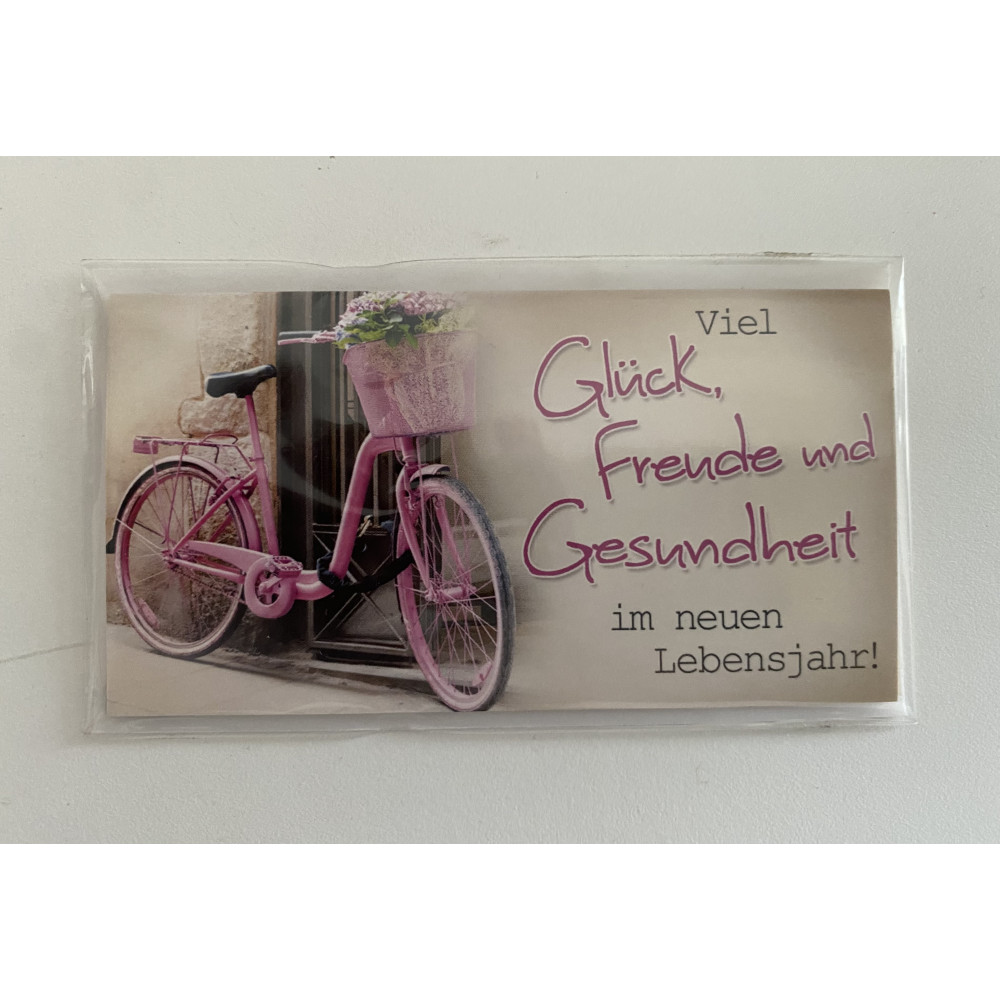 Viel
Glück,
Freude und
Gesundheit
im neuen
Lebensjahr!